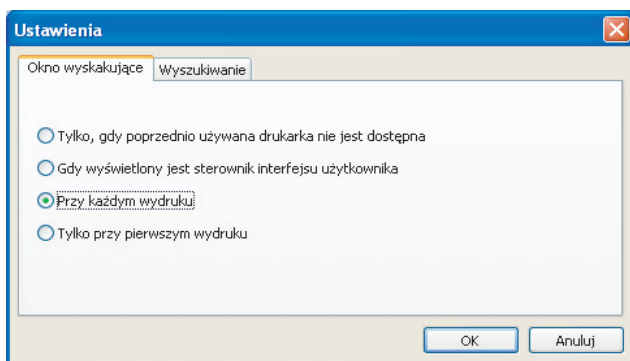 Ustawienia
Okno wyskakujące Wyszukiwanie
Tylko, gdy poprzednio używana drukarka nie jest dostępna
Gdy wyświetlony jest sterownik interfejsu użytkownika
Przy każdym wydruku
Tylko przy pierwszym wydruku
OK Anuluj